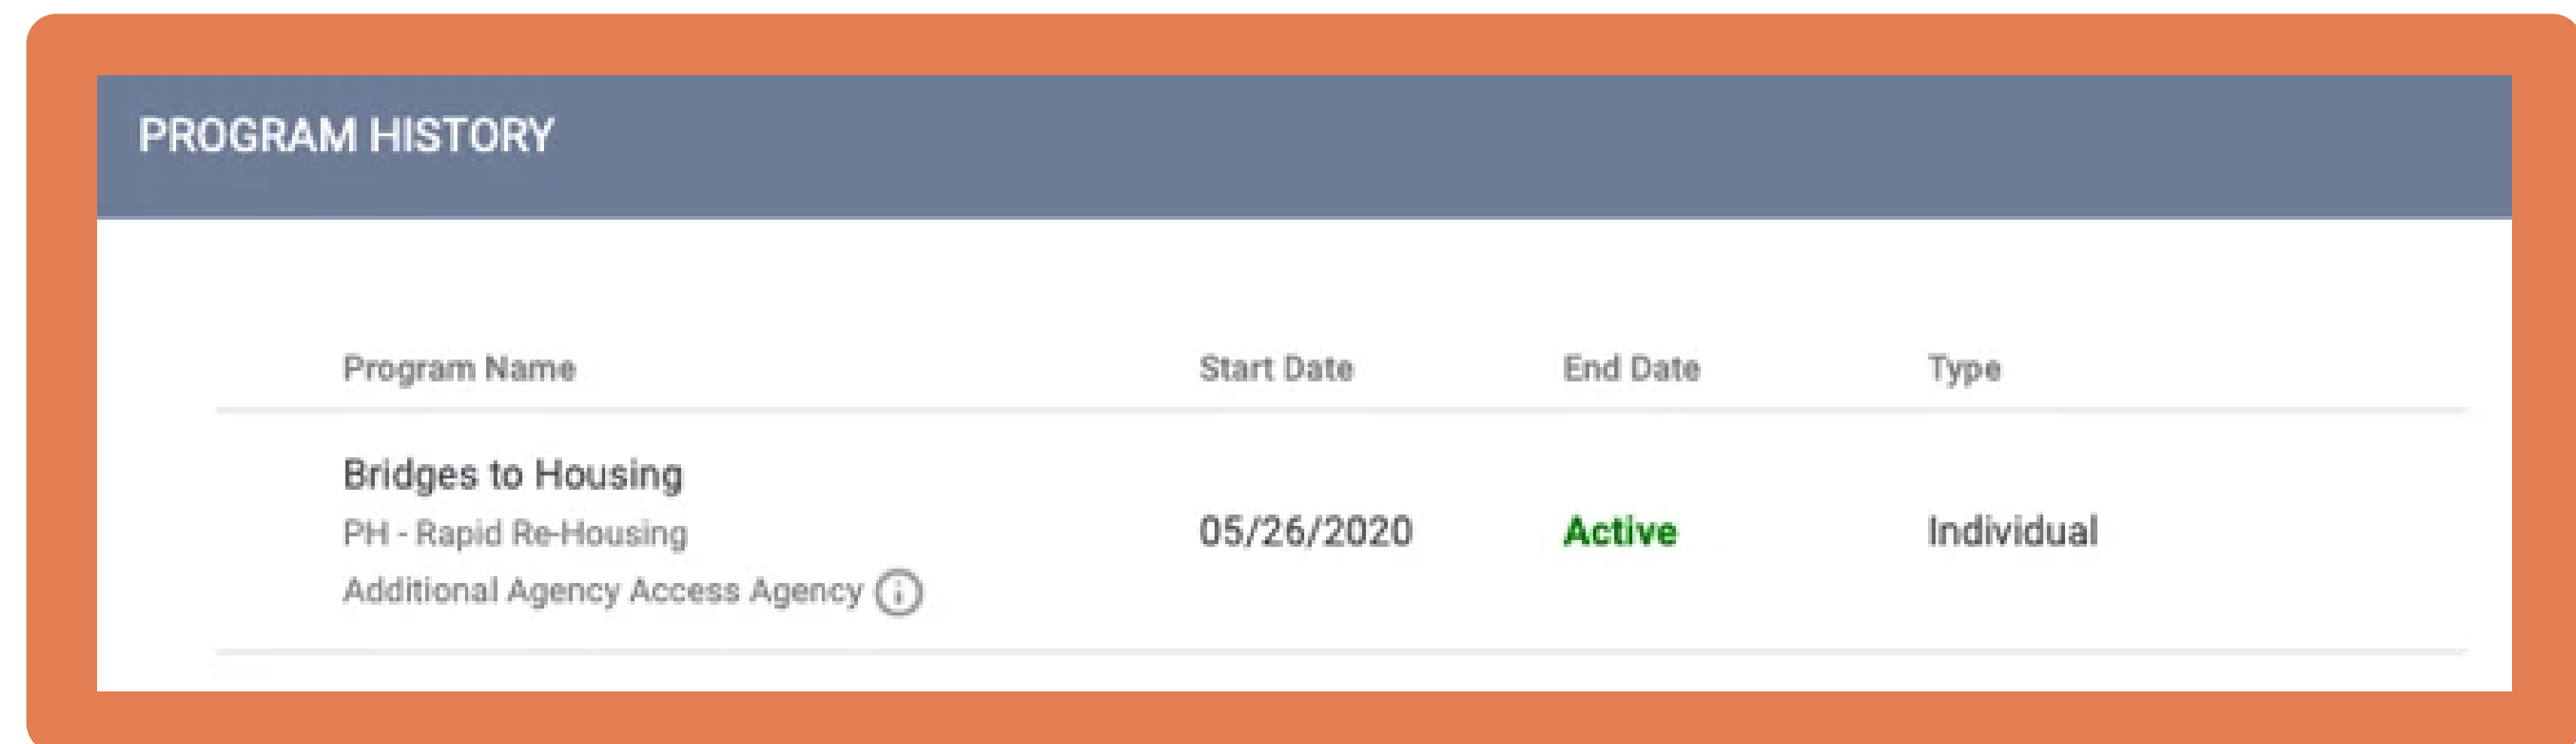 PROGRAM HISTORY
Program Name Start Date End Date Type
Bridges to Housing
PH - Rapid Re-Housing
05/26/2020 Active Individual
Additional Agency Access Agency